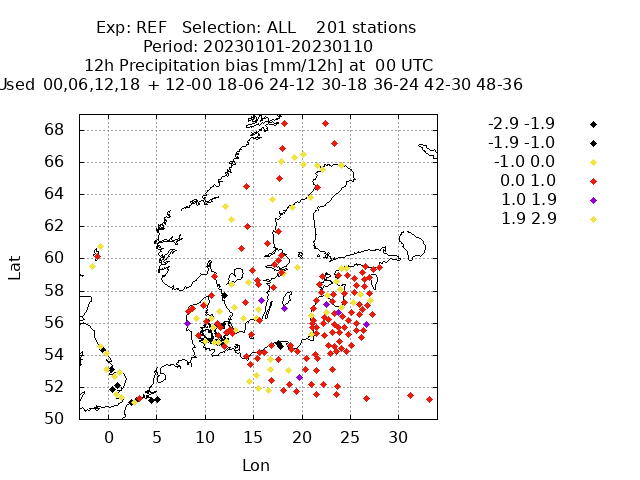 Exp: REF Selection: ALL 201 stations
Period: 20230101-20230110
12h Precipitation bias [mm/12h] at 00 UTC
00,06,12,18 + 12-00 18-06 24-12 30-18 36-24 42-30 48-36
-2.9 -1.9
-1.9 -1.0
-1.0 0.0
0.0 1.0
1.0 1.9
1.9 2.9
68
66
64
62
60
58
56
54
52
50
Lat
0 5 10 15 20 25 30
Lon